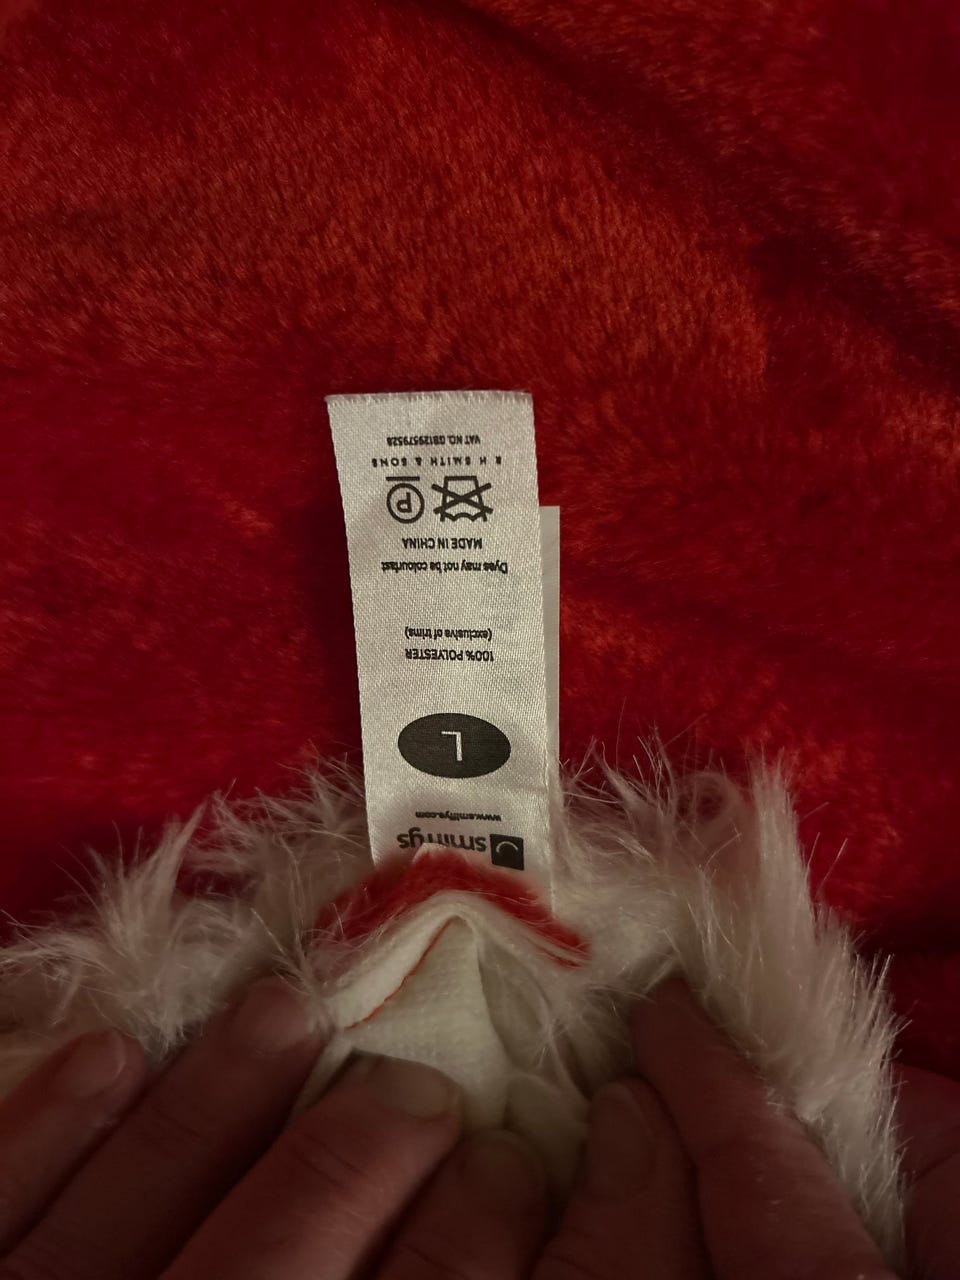 smiffys
www.smiffys.com
L
100% POLYESTER
(exclusive of trims)
Dyes may not be colourfast
MADE IN CHINA
P
R H SMITH & SONS
VAT NO. GB129579528